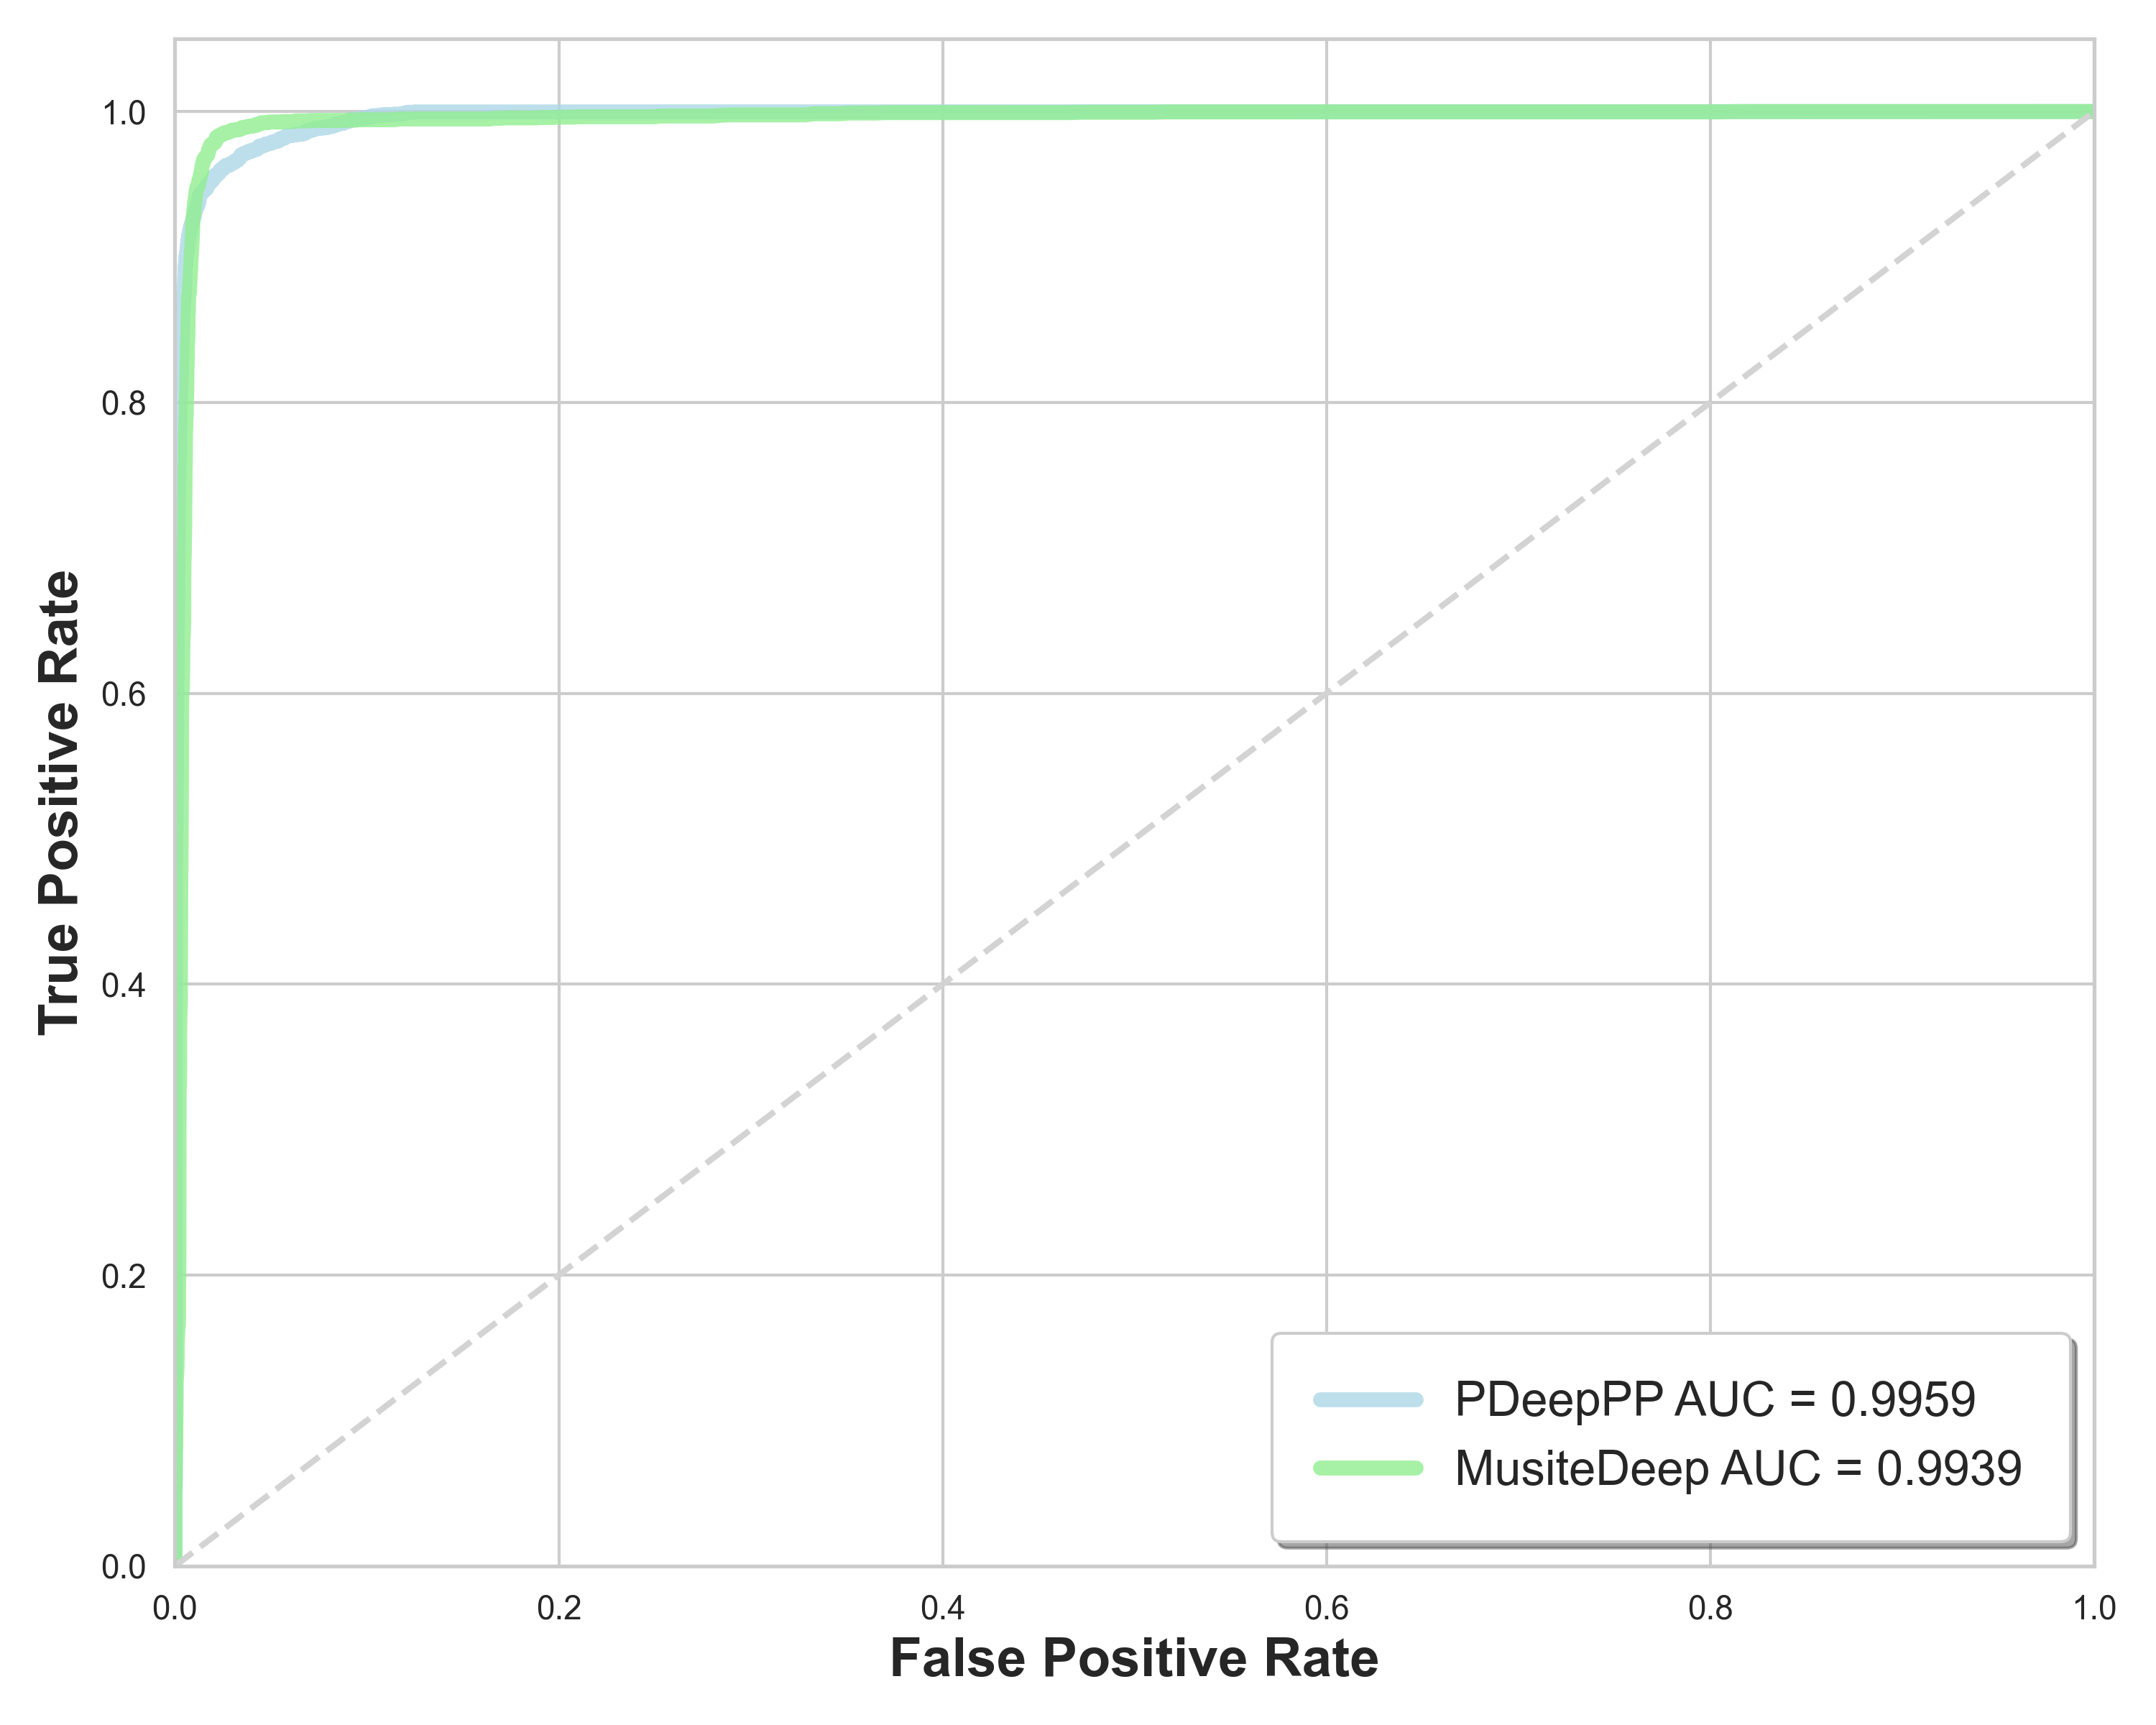 True Positive Rate
1.0
0.8
0.6
0.4
0.2
0.0
0.0 0.2 0.4 0.6 0.8 1.0
False Positive Rate
PDeepPP AUC = 0.9959
MusiteDeep AUC = 0.9939